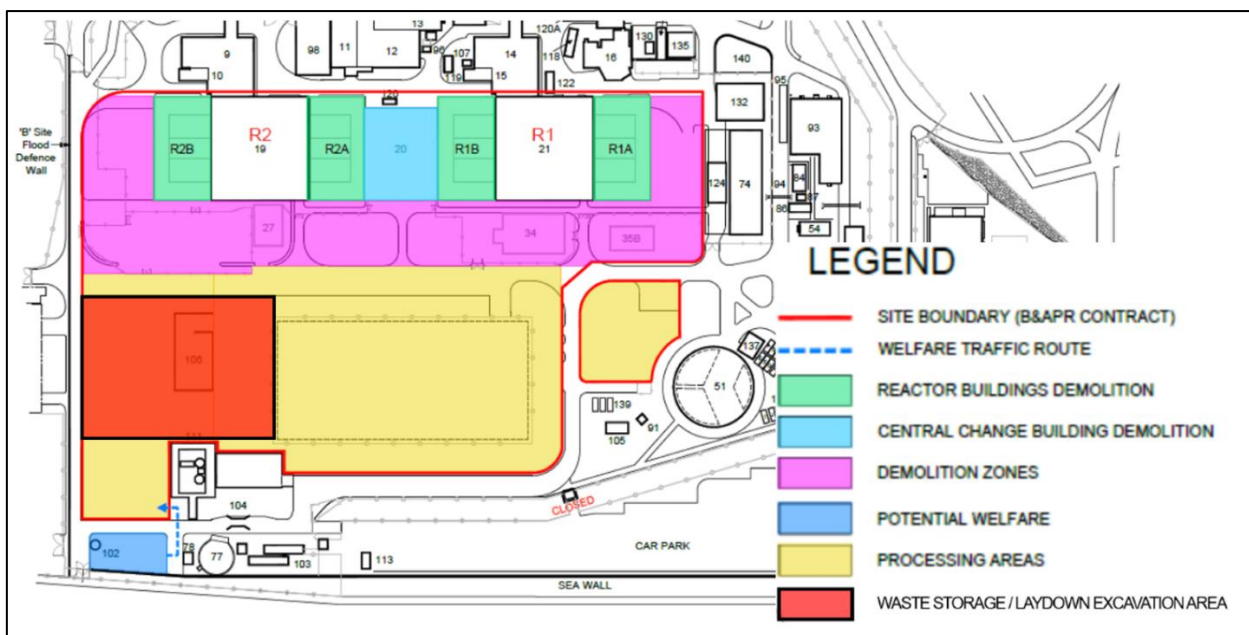 13
120A
130
135
9
98
11
12
96
107
14
118
16
140
10
119
15
122
95
120
132
'B' Site
Flood
Defence
Wall
R2
19
R2B
R2A
20
R1B
R1
21
R1A
93
124
74
94
84
87
86
54
27
34
35B
LEGEND
SITE BOUNDARY (B&APR CONTRACT)
WELFARE TRAFFIC ROUTE
REACTOR BUILDINGS DEMOLITION
CENTRAL CHANGE BUILDING DEMOLITION
DEMOLITION ZONES
POTENTIAL WELFARE
PROCESSING AREAS
WASTE STORAGE / LAYDOWN EXCAVATION AREA
106
137
51
139
91
105
104
CLOSED
102
78
77
103
113
CAR PARK
SEA WALL